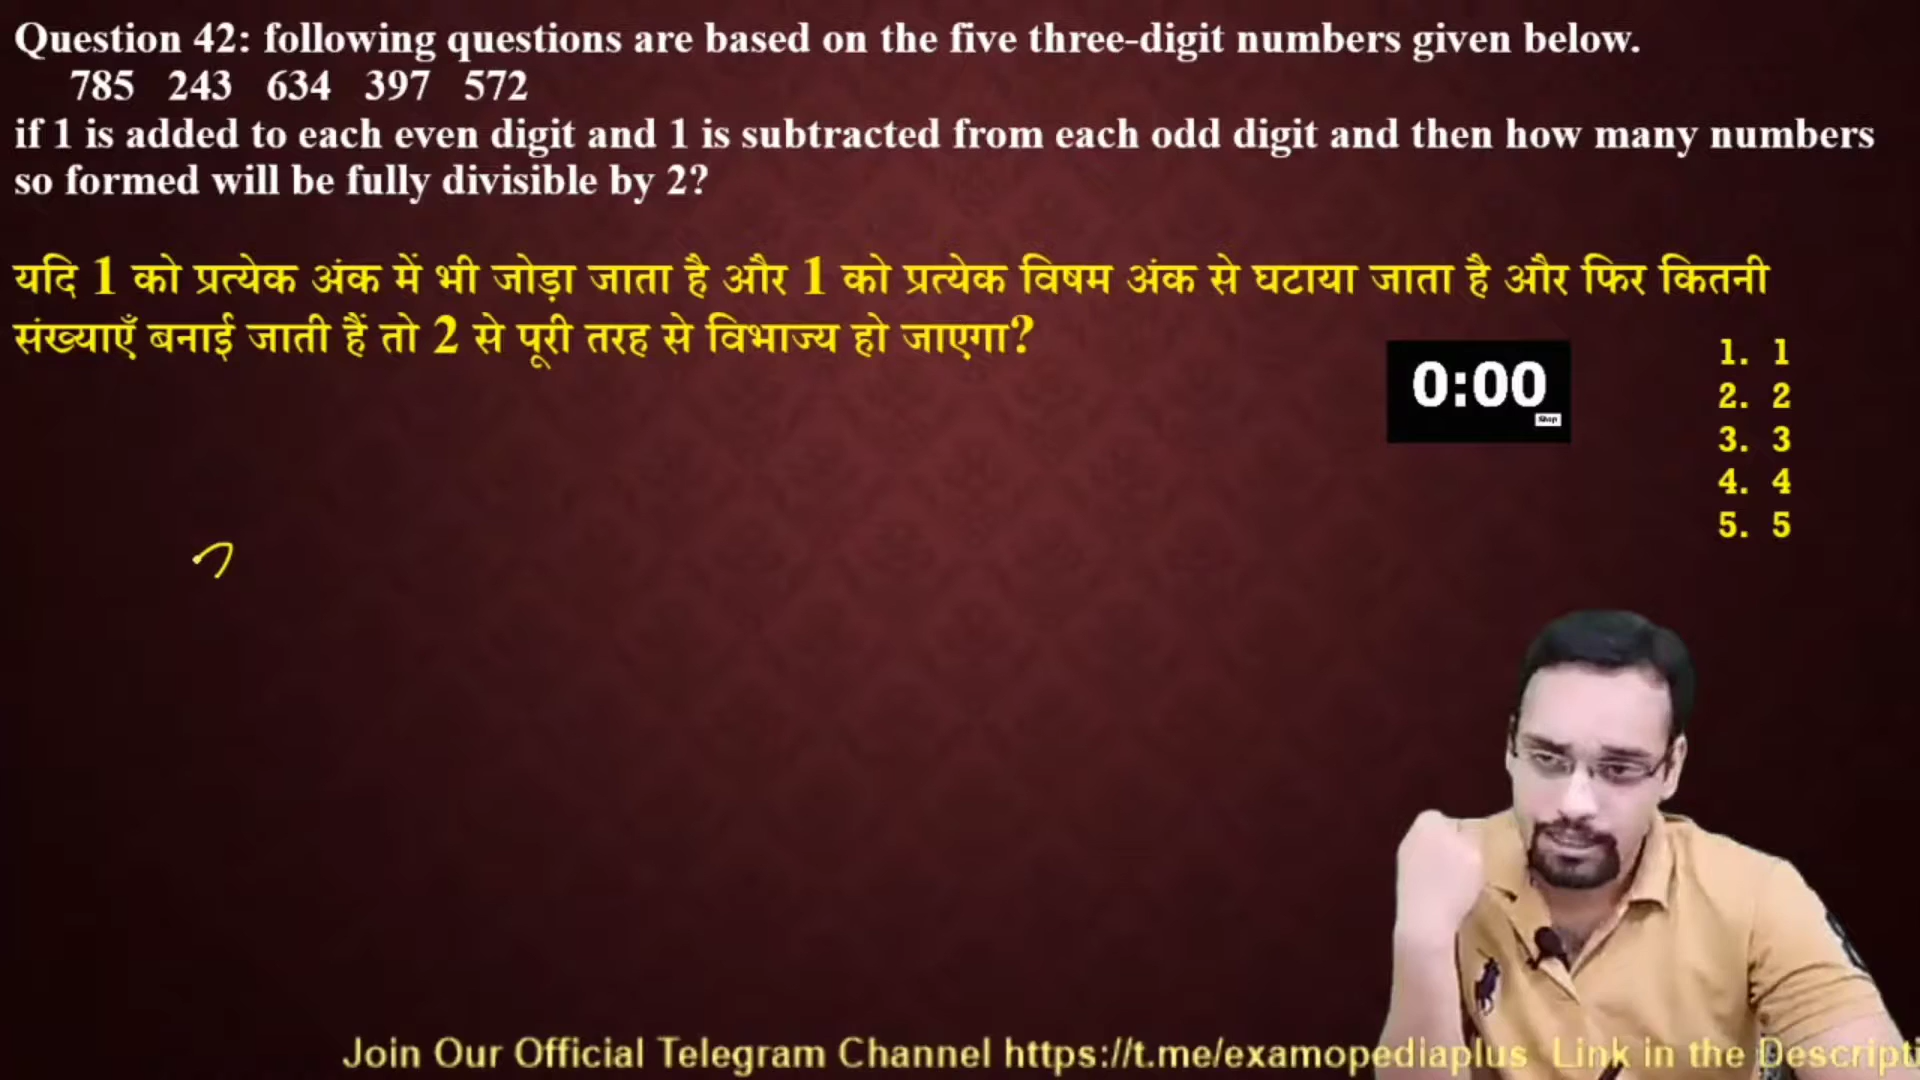 Question 42: following questions are based on the five three-digit numbers given below.
785 243 634 397 572
if 1 is added to each even digit and 1 is subtracted from each odd digit and then how many numbers
so formed will be fully divisible by 2?
यदि 1 को प्रत्येक अंक में भी जोड़ा जाता है और 1 को प्रत्येक विषम अंक से घटाया जाता है और फिर कितनी
संख्याएँ बनाई जाती हैं तो 2 से पूरी तरह से विभाज्य हो जाएगा?
0:00
Stop
1. 1
2. 2
3. 3
4. 4
5. 5
Join Our Official Telegram Channel https://t.me/examopediaplus Link in the Descripti